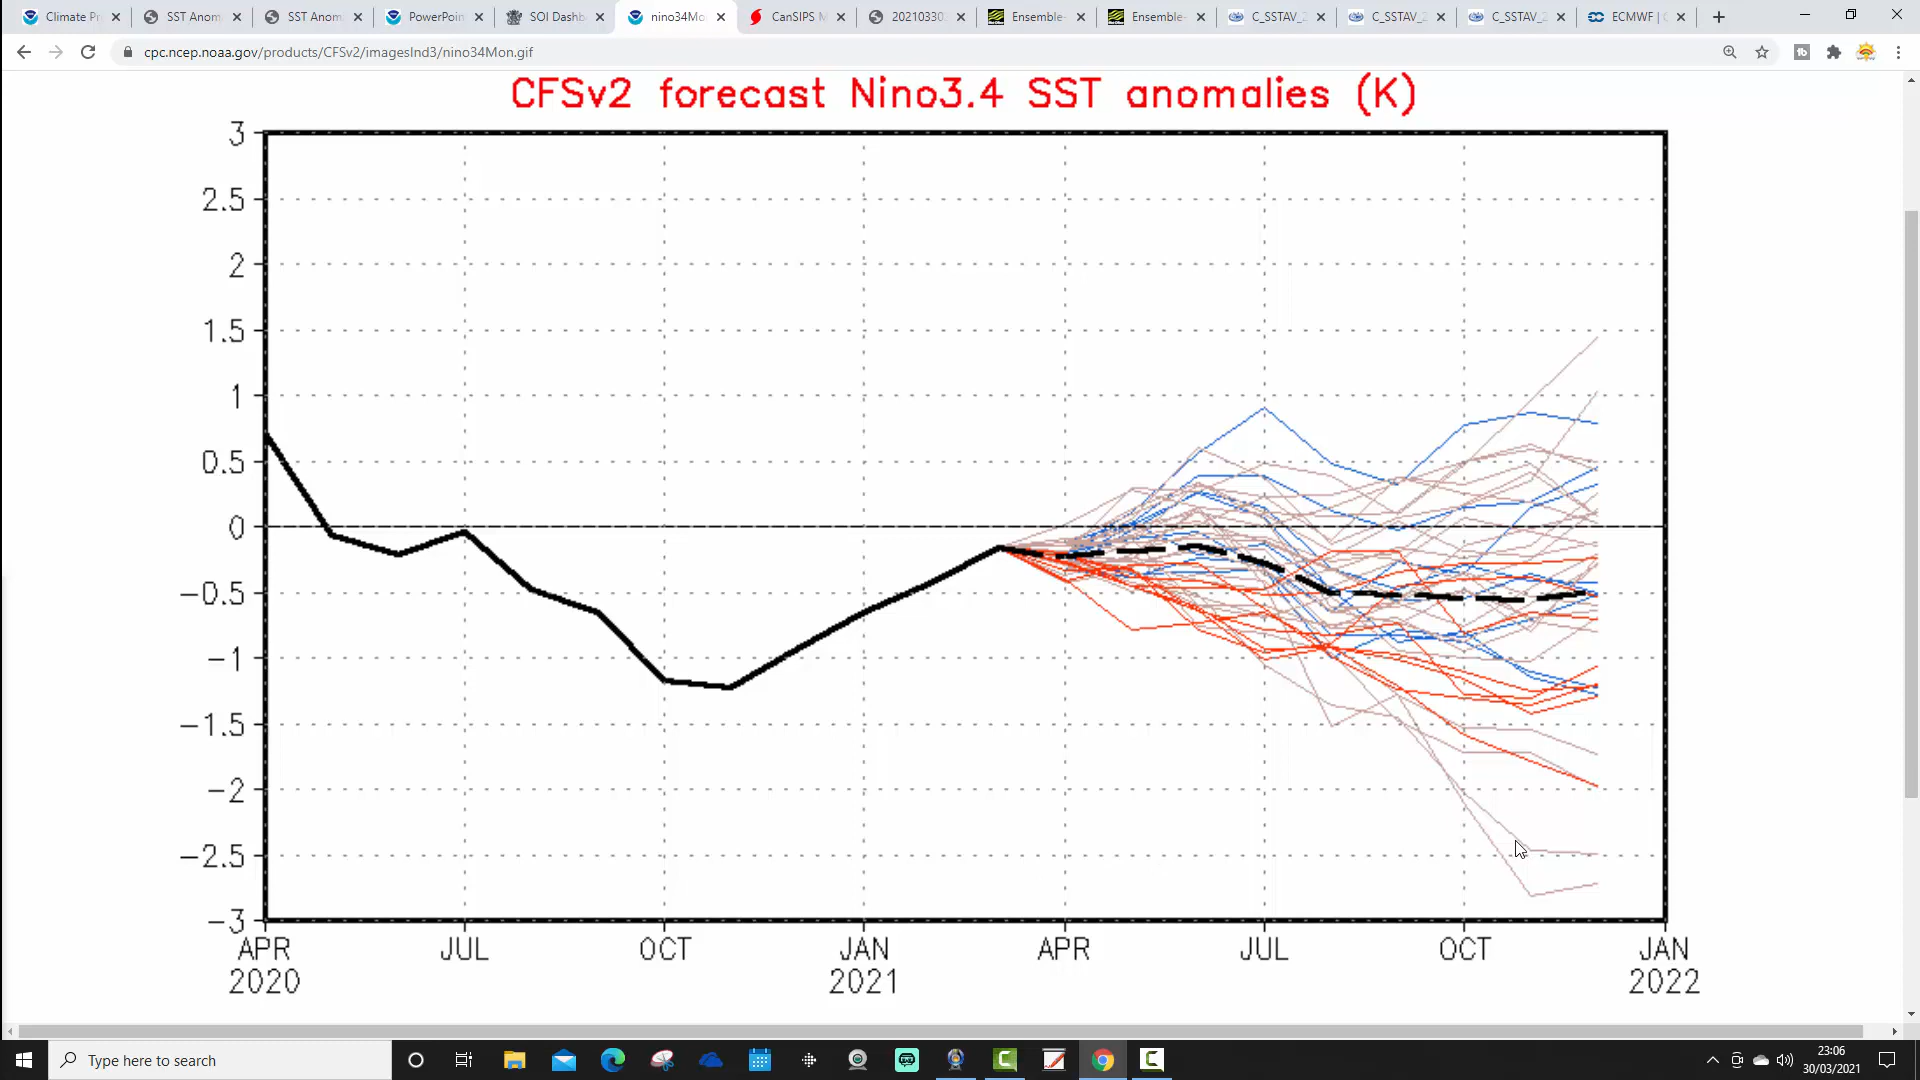 Climate Pr
SST Anom
SST Anom
PowerPoin
SOI Dashb
nino34Mo
CanSIPS M
20210330
Ensemble-
Ensemble-
C_SSTAV_2
C_SSTAV_2
C_SSTAV_2
ECMWF | 
cpc.ncep.noaa.gov/products/CFSv2/imagesInd3/nino34Mon.gif
CFSv2 forecast Nino3.4 SST anomalies (K)
3
2.5
2
1.5
1
0.5
0
-0.5
-1
-1.5
-2
-2.5
-3
APR JUL OCT JAN APR JUL OCT JAN
2020 2021 2022
Type here to search
23:06
30/03/2021